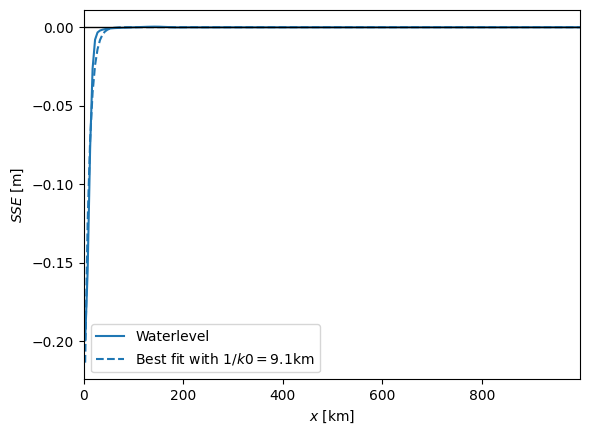 0.00
−0.05
−0.10
−0.15
−0.20
SSE [m]
Waterlevel
Best fit with 1/k0 = 9.1km
0 200 400 600 800
x [km]